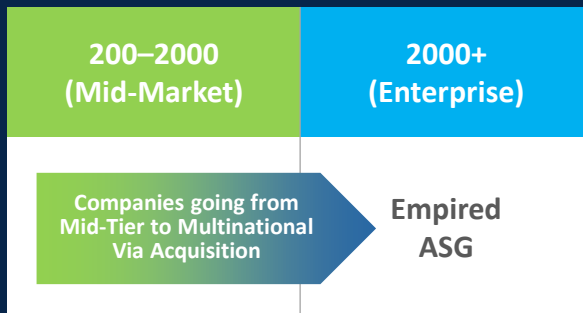 200–2000
(Mid-Market)
2000+
(Enterprise)
Companies going from
Mid-Tier to Multinational
Via Acquisition
Empired
ASG